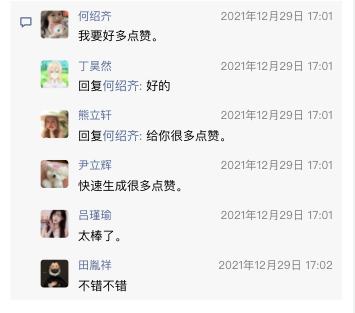 何绍齐 2021年12月29日 17:01
我要好多点赞。
丁昊然 2021年12月29日 17:01
回复何绍齐: 好的
熊立轩 2021年12月29日 17:01
回复何绍齐: 给你很多点赞。
尹立辉 2021年12月29日 17:01
快速生成很多点赞。
吕瑾瑜 2021年12月29日 17:01
太棒了。
田胤祥 2021年12月29日 17:02
不错不错